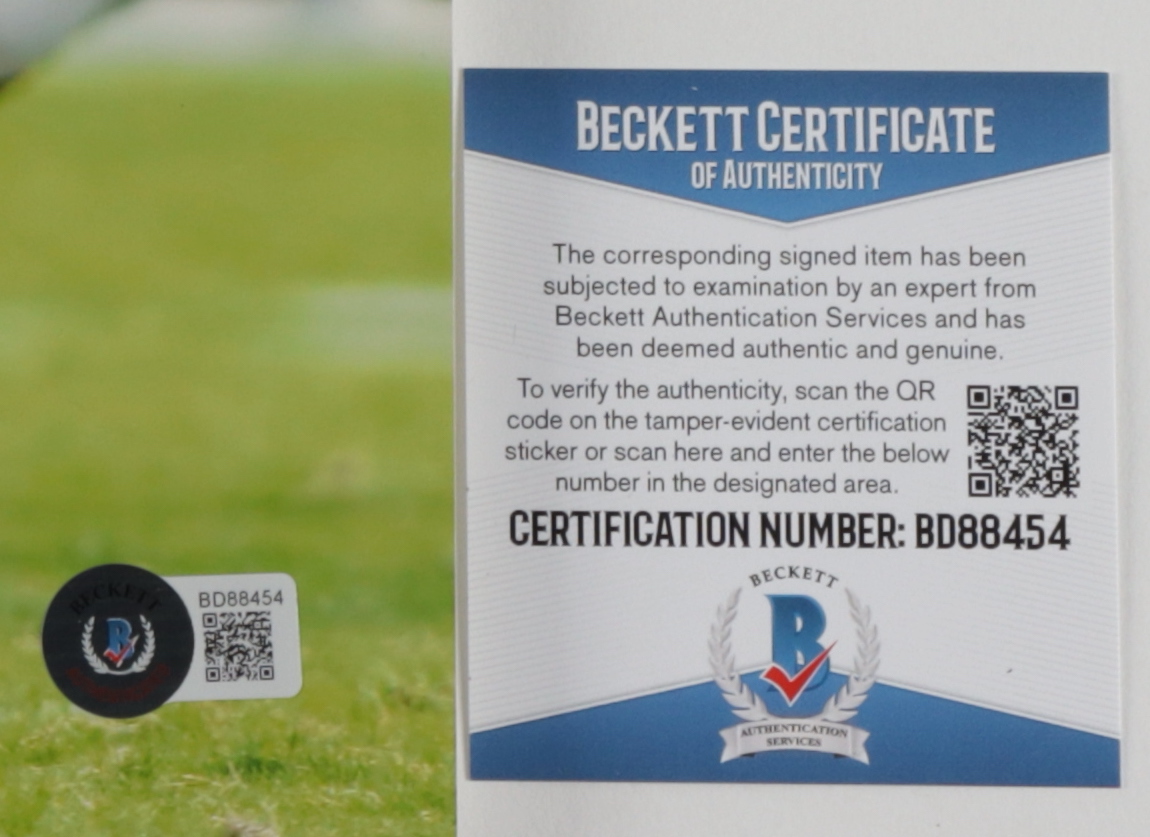 BECKETT CERTIFICATE
OF AUTHENTICITY
The corresponding signed item has been
subjected to examination by an expert from
Beckett Authentication Services and has
been deemed authentic and genuine.
To verify the authenticity, scan the QR
code on the tamper-evident certification
sticker or scan here and enter the below
number in the designated area.
CERTIFICATION NUMBER: BD88454
BECKETT
B
AUTHENTICATION
SERVICES
BECKETT
B
BD88454